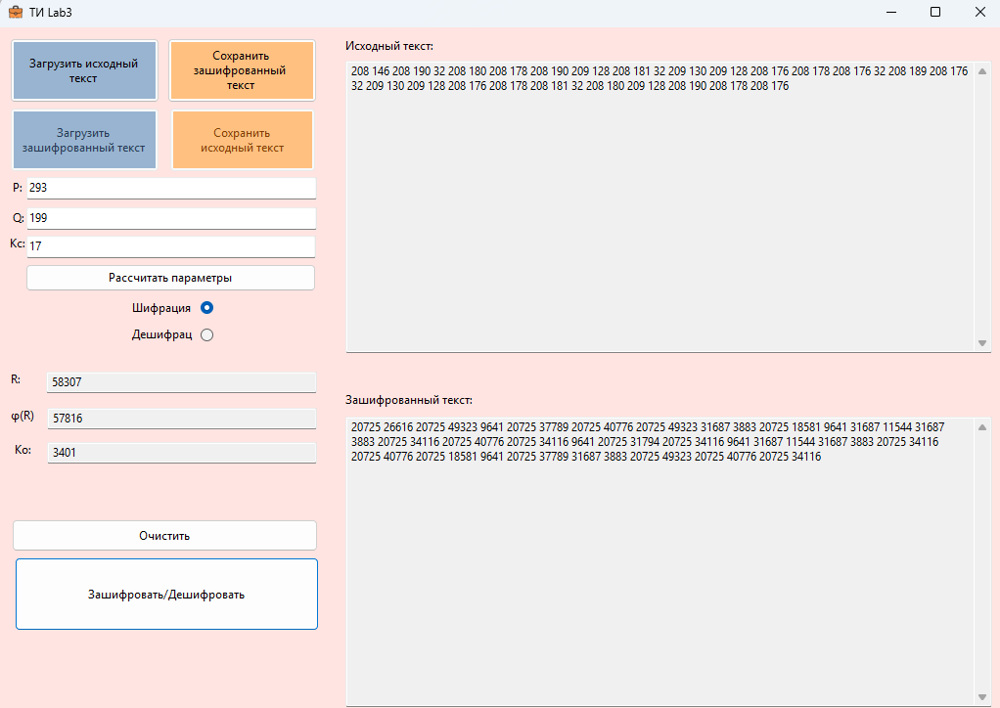 ТИ Lab3
Загрузить исходный
текст
Сохранить
зашифрованный
текст
Загрузить
зашифрованный текст
Сохранить
исходный текст
P: 293
Q: 199
Kc: 17
Рассчитать параметры
Шифрация
Дешифрац
R: 58307
φ(R) 57816
Ko: 3401
Очистить
Зашифровать/Дешифровать
Исходный текст:
208 146 208 190 32 208 180 208 178 208 190 209 128 208 181 32 209 130 209 128 208 176 208 178 208 176 32 208 189 208 176
32 209 130 209 128 208 176 208 178 208 181 32 208 180 209 128 208 190 208 178 208 176
Зашифрованный текст:
20725 26616 20725 49323 9641 20725 37789 20725 40776 20725 49323 31687 3883 20725 18581 9641 31687 11544 31687
3883 20725 34116 20725 40776 20725 34116 9641 20725 31794 20725 34116 9641 31687 11544 31687 3883 20725 34116
20725 40776 20725 18581 9641 20725 37789 31687 3883 20725 49323 20725 40776 20725 34116